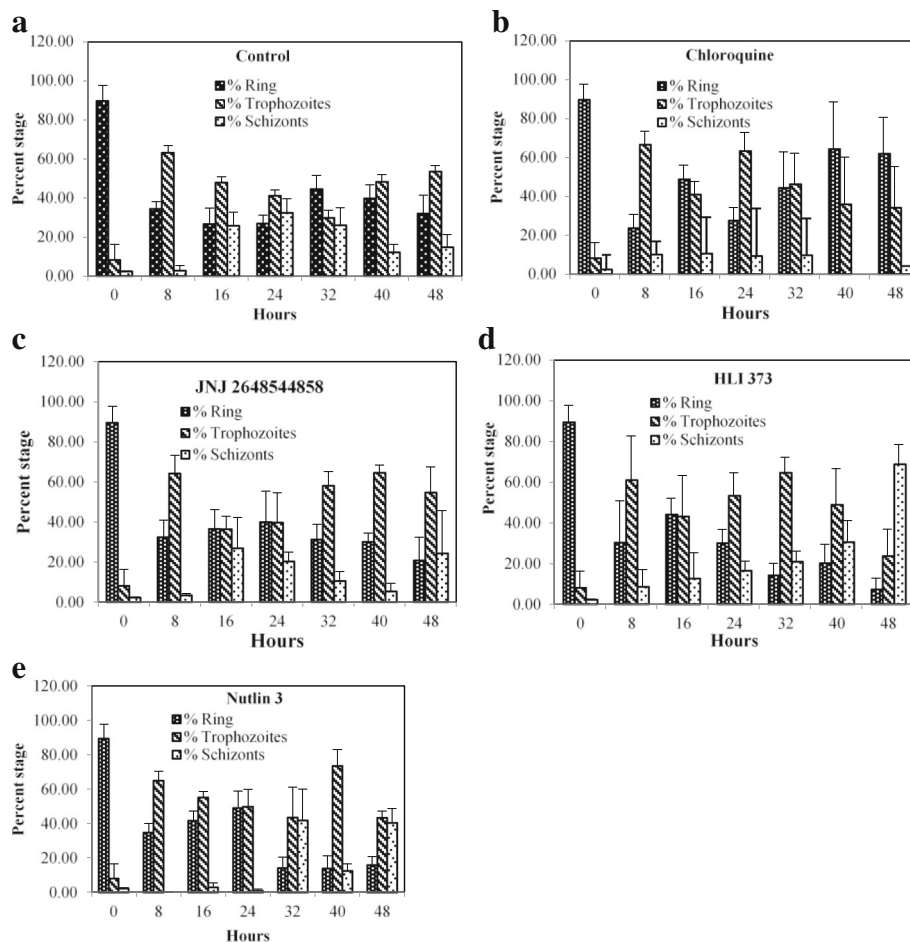 a
120.00
100.00
80.00
60.00
40.00
20.00
0.00
Percent stage
Control
% Ring
% Trophozoites
% Schizonts
0 8 16 24 32 40 48
Hours
b
120.00
100.00
80.00
60.00
40.00
20.00
0.00
Percent stage
Chloroquine
% Ring
% Trophozoites
% Schizonts
0 8 16 24 32 40 48
Hours
c
120.00
100.00
80.00
60.00
40.00
20.00
0.00
Percent stage
JNJ 2648544858
% Ring
% Trophozoites
% Schizonts
0 8 16 24 32 40 48
Hours
d
120.00
100.00
80.00
60.00
40.00
20.00
0.00
Percent stage
HLI 373
% Ring
% Trophozoites
% Schizonts
0 8 16 24 32 40 48
Hours
e
120.00
100.00
80.00
60.00
40.00
20.00
0.00
Percent stage
Nutlin 3
% Ring
% Trophozoites
% Schizonts
0 8 16 24 32 40 48
Hours